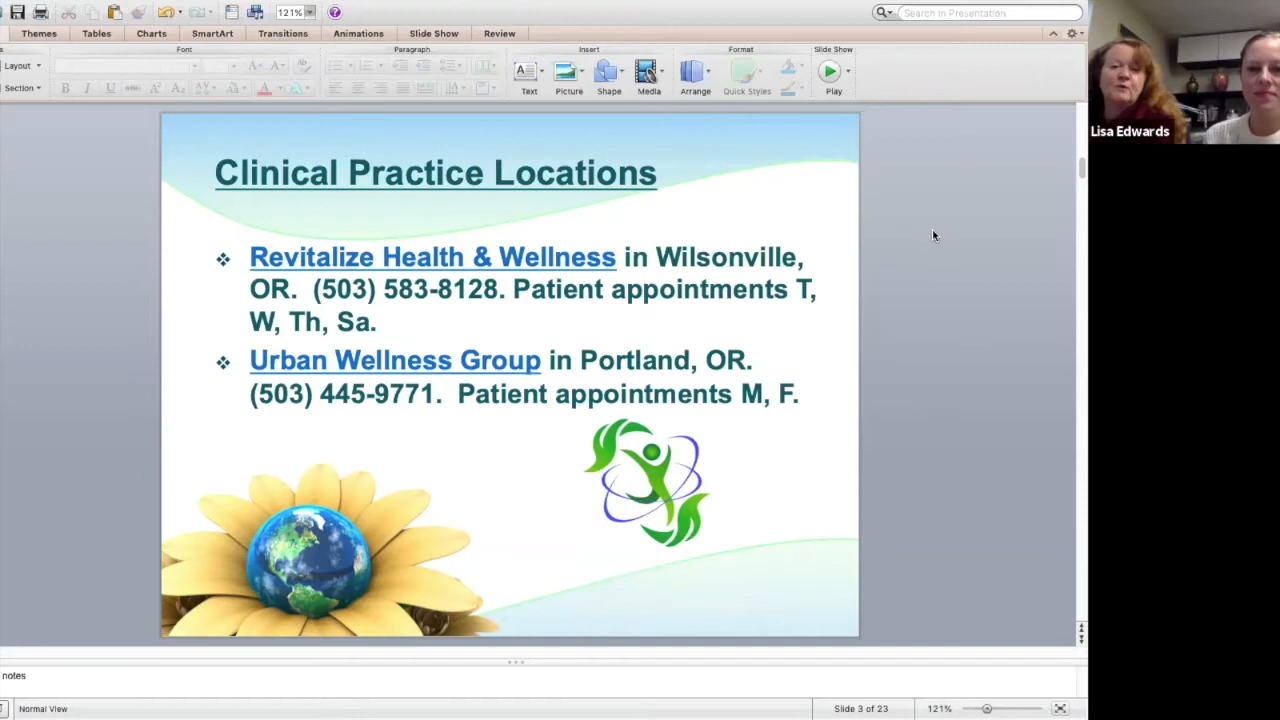 121%
Search in Presentation
Themes Tables Charts SmartArt Transitions Animations Slide Show Review
Font Paragraph Insert Format Slide Show
Layout
Section
B I U ABC A A
Text Picture Shape Media Arrange Quick Styles Play
Lisa Edwards
Clinical Practice Locations
Revitalize Health & Wellness in Wilsonville,
OR. (503) 583-8128. Patient appointments T,
W, Th, Sa.
Urban Wellness Group in Portland, OR.
(503) 445-9771. Patient appointments M, F.
notes
Normal View Slide 3 of 23 121%